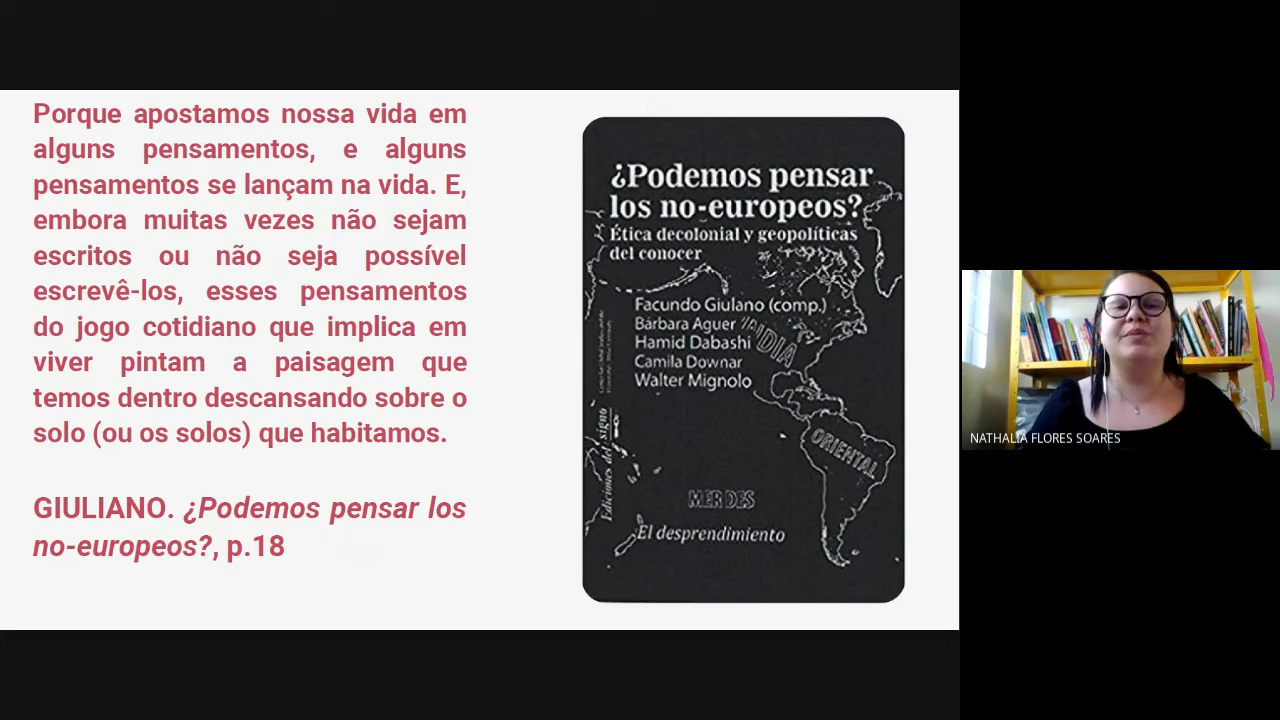 Porque apostamos nossa vida em
alguns pensamentos, e alguns
pensamentos se lançam na vida. E,
embora muitas vezes não sejam
escritos ou não seja possível
escrevê-los, esses pensamentos
do jogo cotidiano que implica em
viver pintam a paisagem que
temos dentro descansando sobre o
solo (ou os solos) que habitamos.
GIULIANO. ¿Podemos pensar los
no-europeos?, p.18
¿Podemos pensar
los no-europeos?
Ética decolonial y geopolíticas
del conocer
Facundo Giulano (comp.)
Bárbara Aguer
Hamid Dabashi
Camila Downar
Walter Mignolo
INDIA
ORIENTAL
MER DES
El desprendimiento
Ediciones del signo
NATHALIA FLORES SOARES